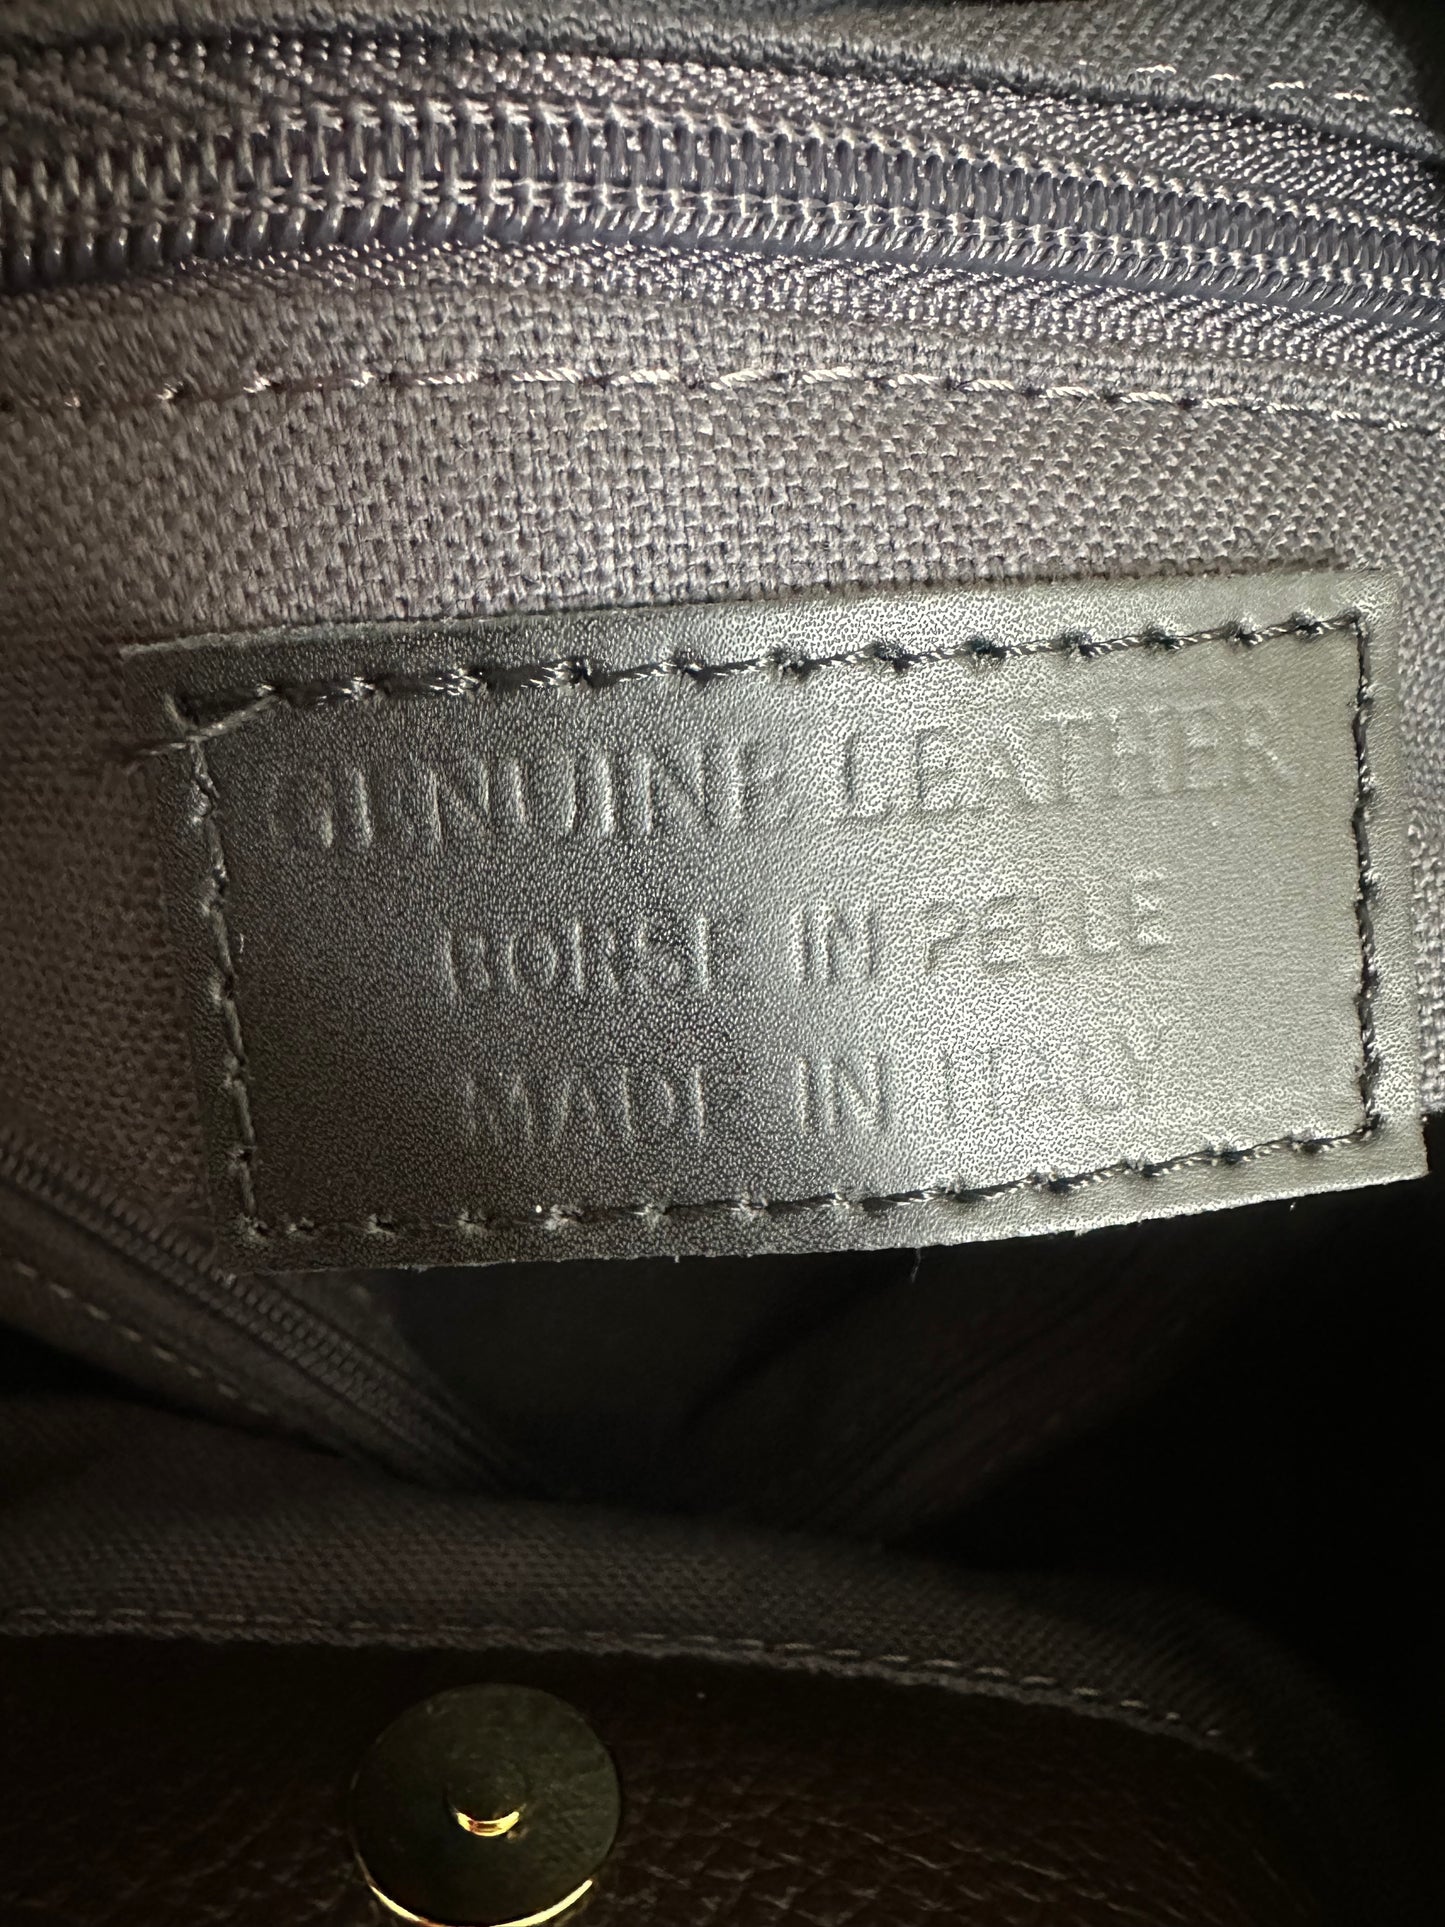 GENUINE LEATHER
BORSE IN PELLE
MADE IN ITALY